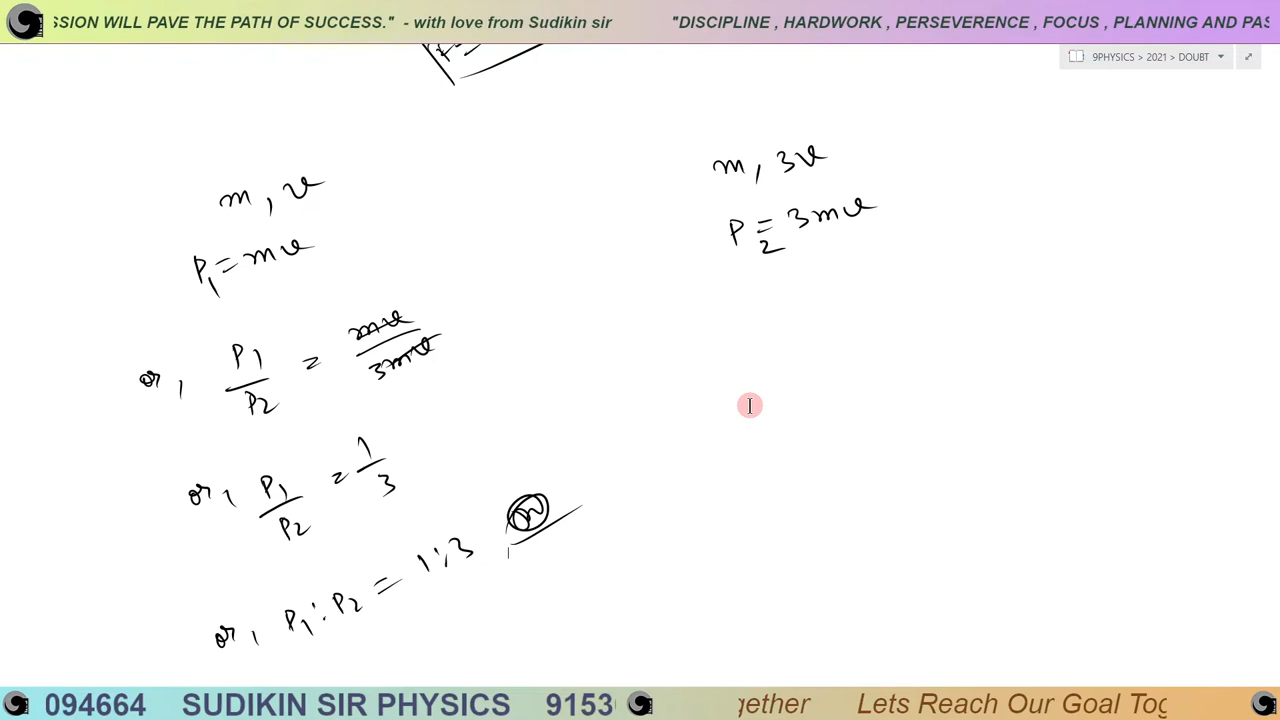 SSION WILL PAVE THE PATH OF SUCCESS." - with love from Sudikin sir "DISCIPLINE , HARDWORK , PERSEVERENCE , FOCUS , PLANNING AND PAS
9PHYSICS > 2021 > DOUBT
m, v
P1 = mv
m, 3v
P2 = 3mv
or, P1/P2 = mv/3mv
or, P1/P2 = 1/3
or, P1 : P2 = 1:3
094664 SUDIKIN SIR PHYSICS 9153 gether Lets Reach Our Goal Tog